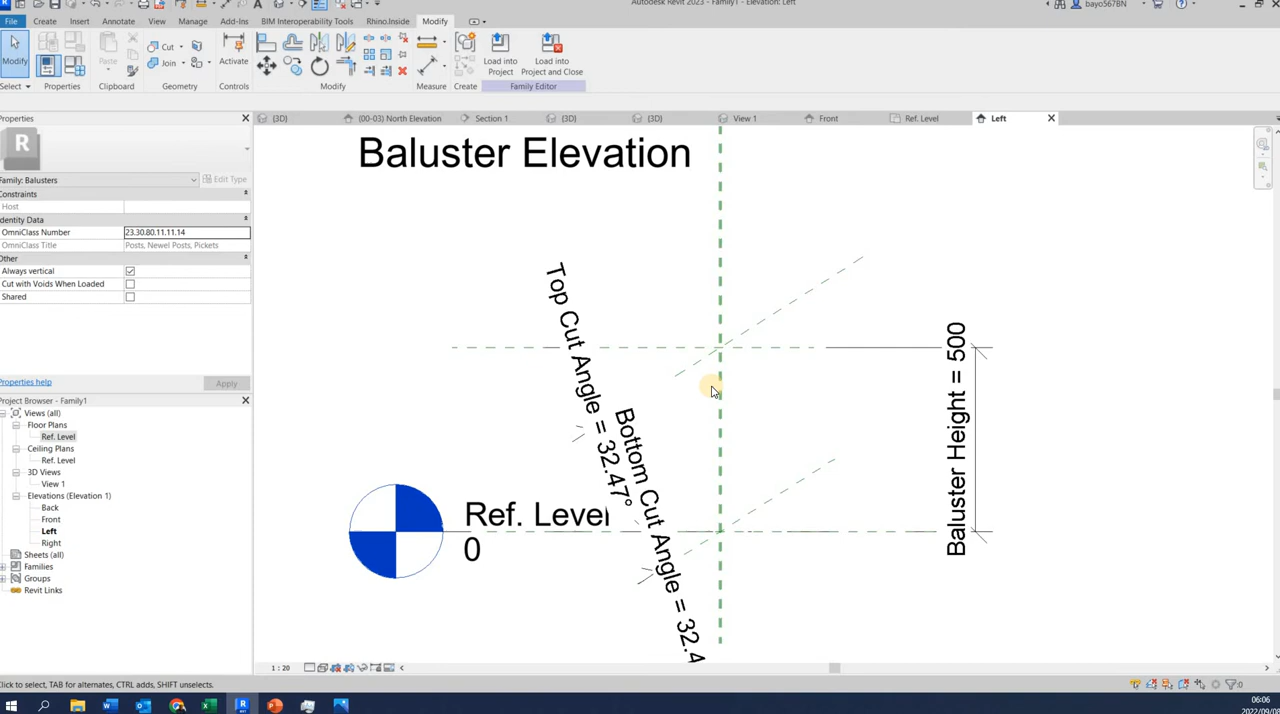 Autodesk Revit 2023 - Family1 - Elevation: Left
bayo567BN
File Create Insert Annotate View Manage Add-Ins BIM Interoperability Tools Rhino.Inside Modify
Modify
Paste
Cut
Join
Activate
Load into Project
Load into Project and Close
Select Properties Clipboard Geometry Controls Modify Measure Create Family Editor
Properties
{3D} (00-03) North Elevation Section 1 {3D} {3D} View 1 Front Ref. Level Left
R
Family: Balusters
Edit Type
Constraints
Host
Identity Data
OmniClass Number 23.30.80.11.11.14
OmniClass Title Posts, Newel Posts, Pickets
Other
Always vertical
Cut with Voids When Loaded
Shared
Properties help
Apply
Project Browser - Family1
Views (all)
Floor Plans
Ref. Level
Ceiling Plans
Ref. Level
3D Views
View 1
Elevations (Elevation 1)
Back
Front
Left
Right
Sheets (all)
Families
Groups
Revit Links
Baluster Elevation
Top Cut Angle = 32.47°
Bottom Cut Angle = 32.4
Baluster Height = 500
Ref. Level
0
1 : 20
Click to select, TAB for alternates, CTRL adds, SHIFT unselects.
:0
06:06
2022/09/08